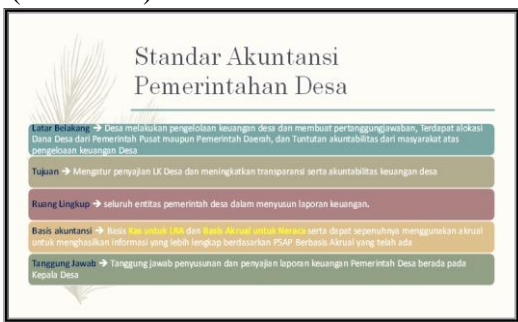 Standar Akuntansi
Pemerintahan Desa
Latar Belakang → Desa melakukan pengelolaan keuangan desa dan membuat pertanggungjawaban, Terdapat alokasi
Dana Desa dari Pemerintah Pusat maupun Pemerintah Daerah, dan Tuntutan akuntabilitas dari masyarakat atas
pengeloaan keuangan Desa
Tujuan → Mengatur penyajian LK Desa dan meningkatkan transparansi serta akuntabilitas keuangan desa
Ruang Lingkup → seluruh entitas pemerintah desa dalam menyusun laporan keuangan.
Basis akuntansi → Basis Kas untuk LRA dan Basis Akrual untuk Neraca serta dapat sepenuhnya menggunakan akrual
untuk menghasilkan informasi yang lebih lengkap berdasarkan PSAP Berbasis Akrual yang telah ada
Tanggung Jawab → Tanggung jawab penyusunan dan penyajian laporan keuangan Pemerintah Desa berada pada
Kepala Desa